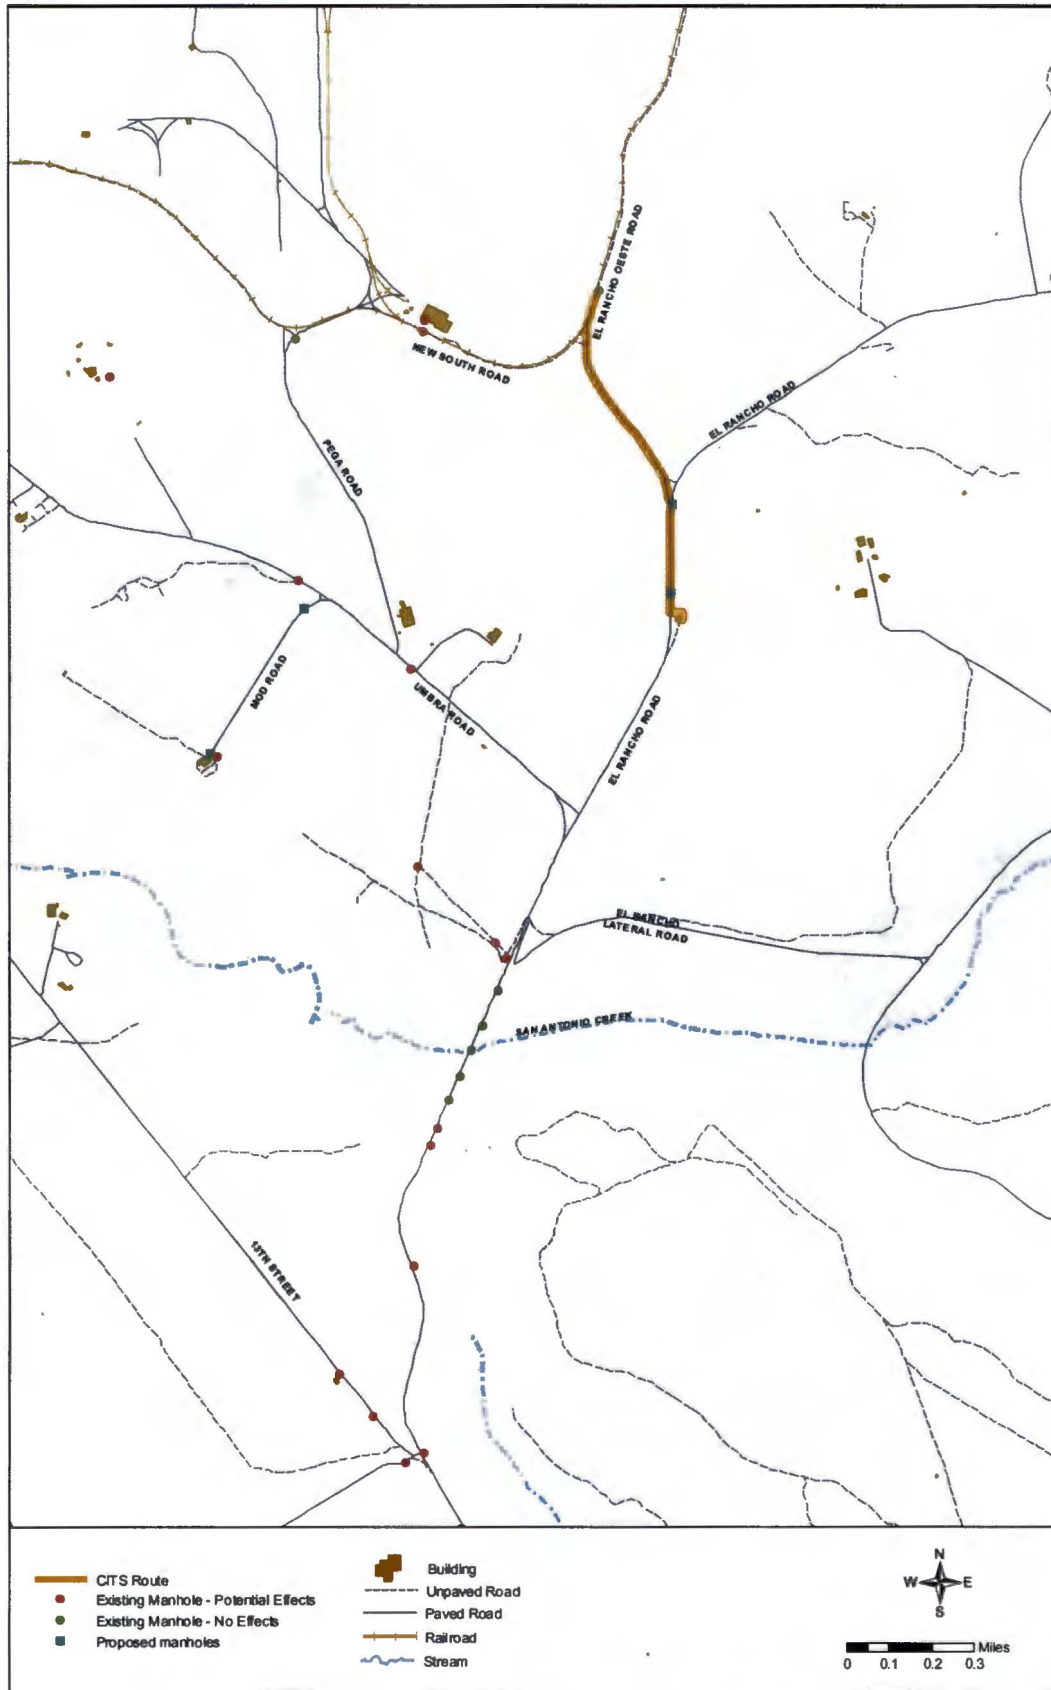 EL RANCHO OESTE ROAD
NEW SOUTH ROAD
EL RANCHO ROAD
PEGA ROAD
MOD ROAD
UMBRA ROAD
EL RANCHO ROAD
EL RANCHO
LATERAL ROAD
SAN ANTONIO CREEK
13TH STREET
CITS Route
Existing Manhole - Potential Effects
Existing Manhole - No Effects
Proposed manholes
Building
Unpaved Road
Paved Road
Railroad
Stream
N
W E
S
Miles
0 0.1 0.2 0.3